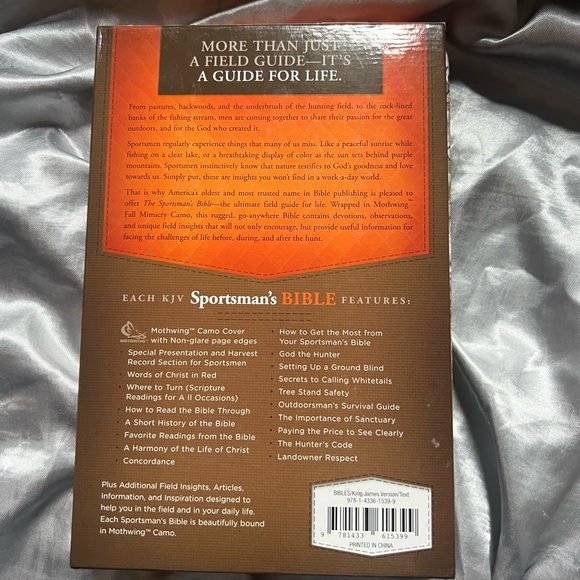 MORE THAN JUST
A FIELD GUIDE—IT'S
A GUIDE FOR LIFE.
From pastures, backwoods, and the underbrush of the hunting field, to the rock-lined
banks of the fishing stream, men are coming together to share their passion for the great
outdoors, and for the God who created it.
Sportsmen regularly experience things that many of us miss. Like a peaceful sunrise while
fishing on a clear lake, or a breathtaking display of color as the sun sets behind purple
mountains. Sportsmen instinctively know that nature testifies to God's goodness and love
towards us. Simply put, these are insights you won't find in a work-a-day world.
That is why America's oldest and most trusted name in Bible publishing is pleased to
offer The Sportsman's Bible—the ultimate field guide for life. Wrapped in Mothwing™
Fall Mimicry Camo, this rugged, go-anywhere Bible contains devotions, observations,
and unique field insights that will not only encourage, but provide useful information for
facing the challenges of life before, during, and after the hunt.
EACH KJV Sportsman's BIBLE FEATURES:
Mothwing™ Camo Cover
with Non-glare page edges
MOTHWING
• Special Presentation and Harvest
Record Section for Sportsmen
• Words of Christ in Red
• Where to Turn (Scripture
Readings for A ll Occasions)
• How to Read the Bible Through
• A Short History of the Bible
• Favorite Readings from the Bible
• A Harmony of the Life of Christ
• Concordance
• How to Get the Most from
Your Sportsman's Bible
• God the Hunter
• Setting Up a Ground Blind
• Secrets to Calling Whitetails
• Tree Stand Safety
• Outdoorsman's Survival Guide
• The Importance of Sanctuary
• Paying the Price to See Clearly
• The Hunter's Code
• Landowner Respect
Plus Additional Field Insights, Articles,
Information, and Inspiration designed to
help you in the field and in your daily life.
Each Sportsman's Bible is beautifully bound
in Mothwing Camo.
BIBLES/King James Version/Text
978-1-4336-1539-9
9 781433 615399
PRINTED IN CHINA